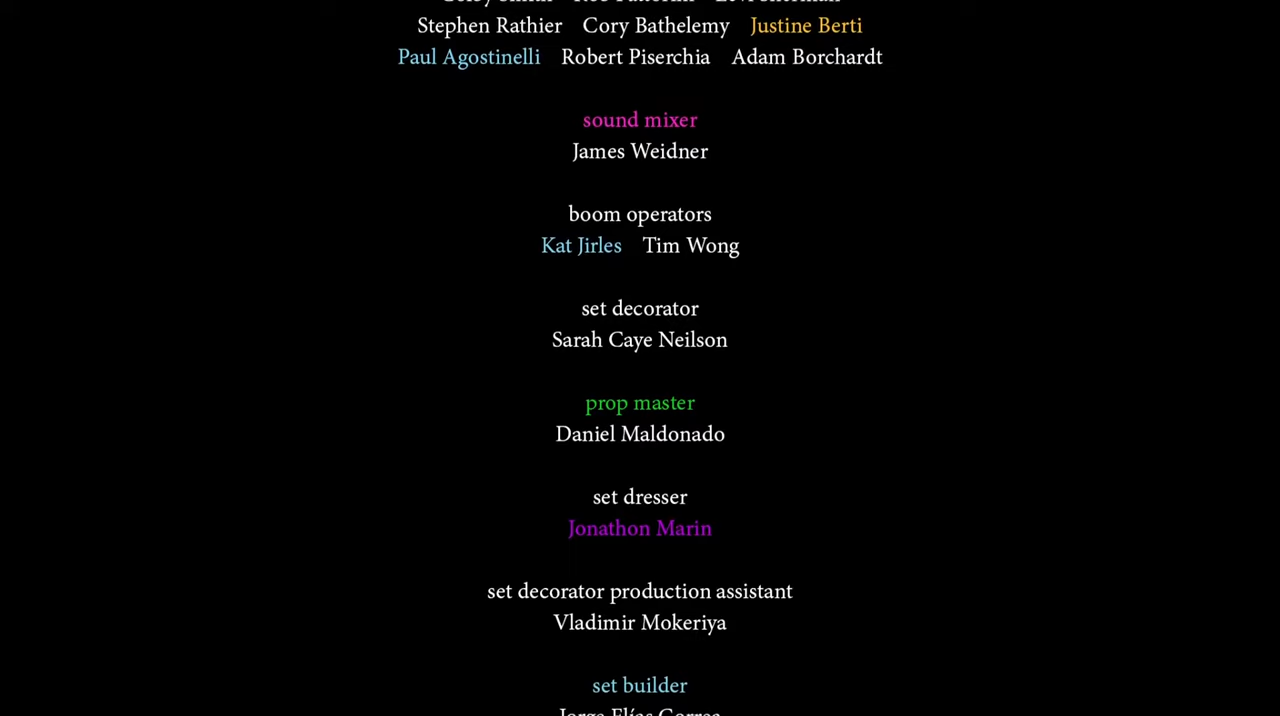 Stephen Rathier Cory Bathelemy Justine Berti
Paul Agostinelli Robert Piserchia Adam Borchardt
sound mixer
James Weidner
boom operators
Kat Jirles Tim Wong
set decorator
Sarah Caye Neilson
prop master
Daniel Maldonado
set dresser
Jonathon Marin
set decorator production assistant
Vladimir Mokeriya
set builder
Jorge Elías Correa